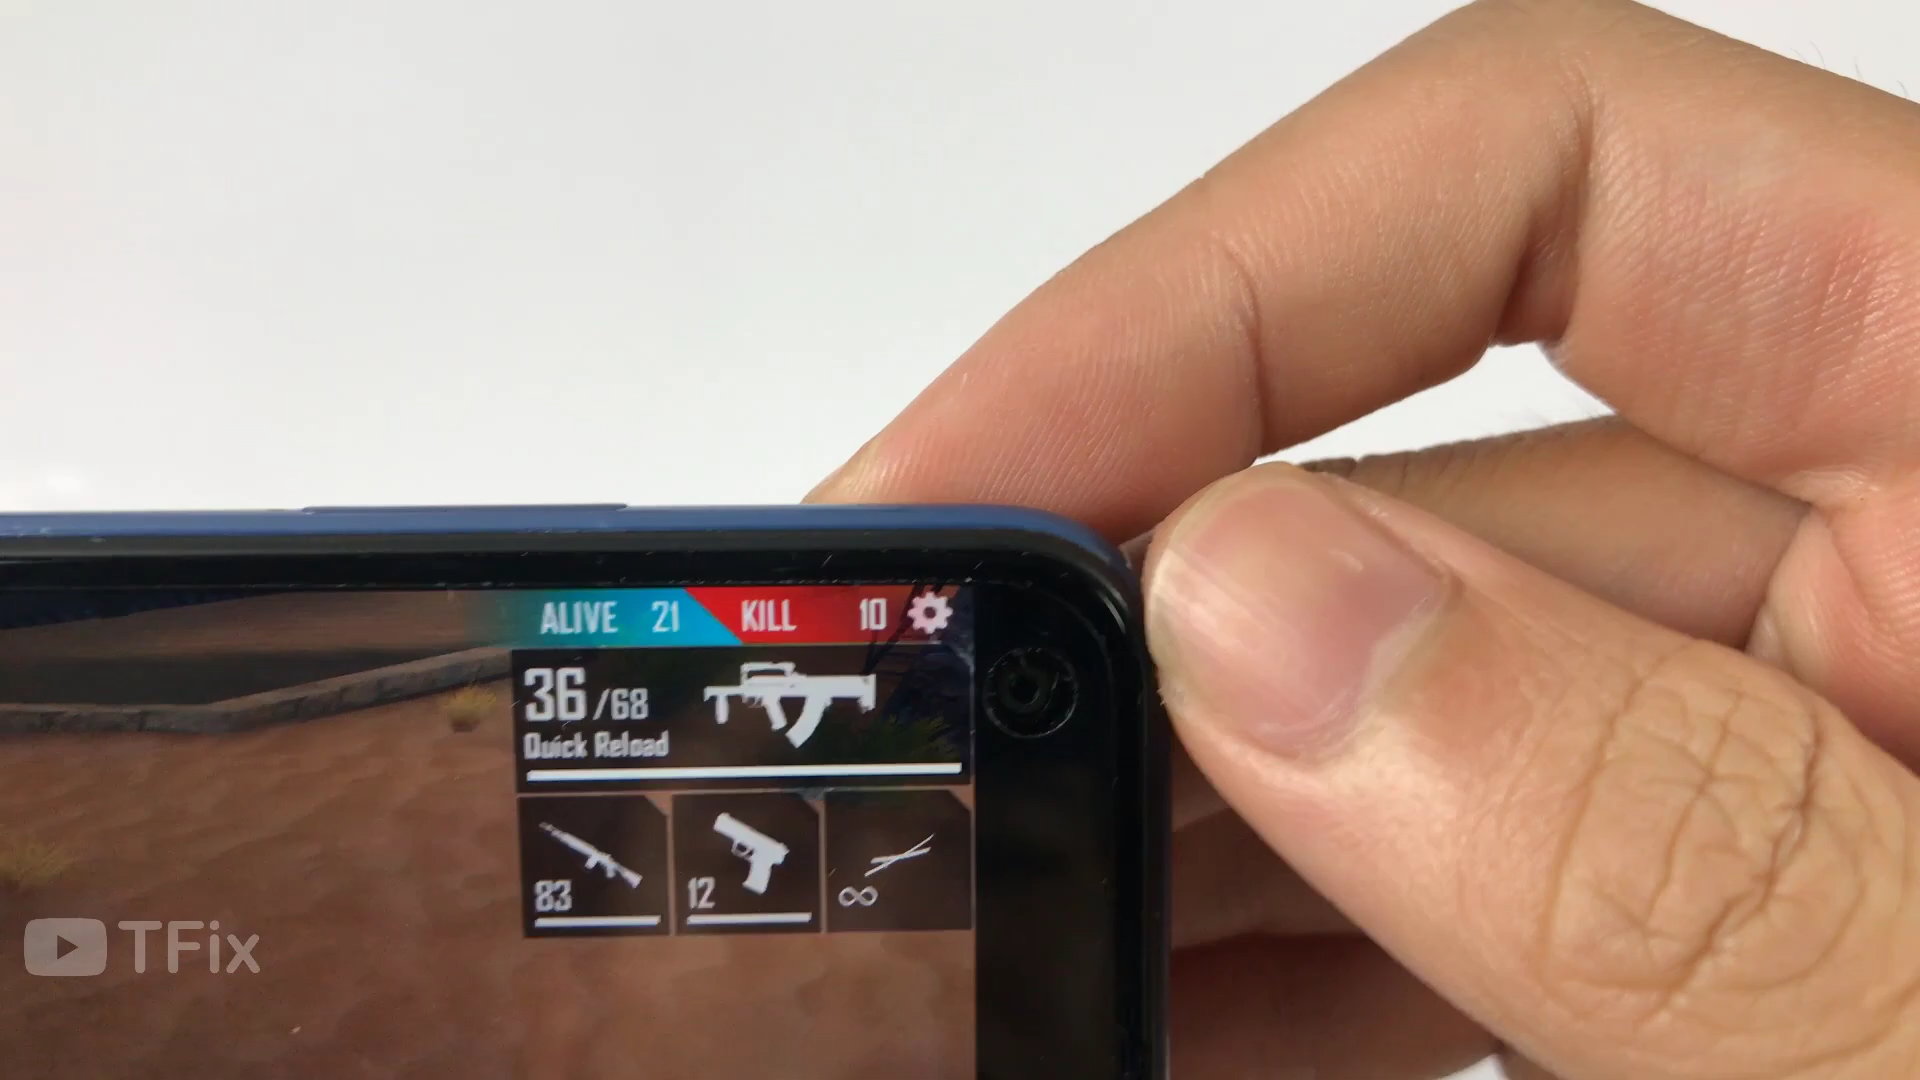 ALIVE 21 KILL 10
36/68
Quick Reload
83 12 ∞
TFix